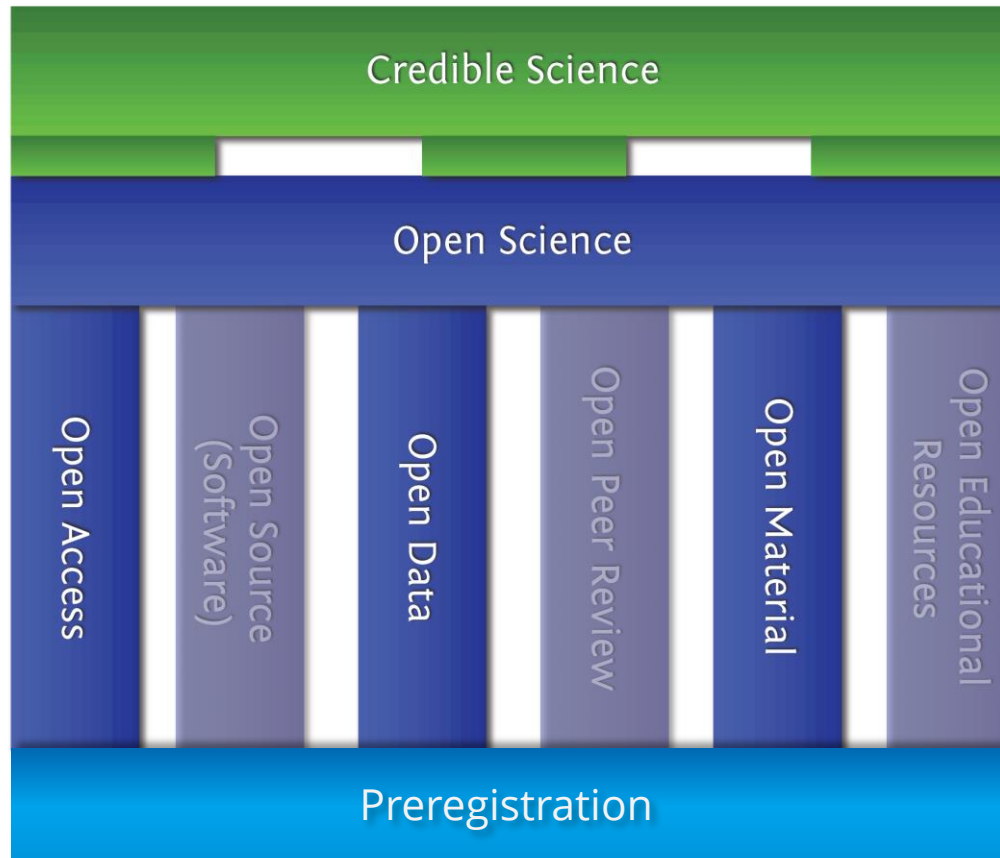 Credible Science
Open Science
Open Access
Open Source
(Software)
Open Data
Open Peer Review
Open Material
Open Educational
Resources
Preregistration